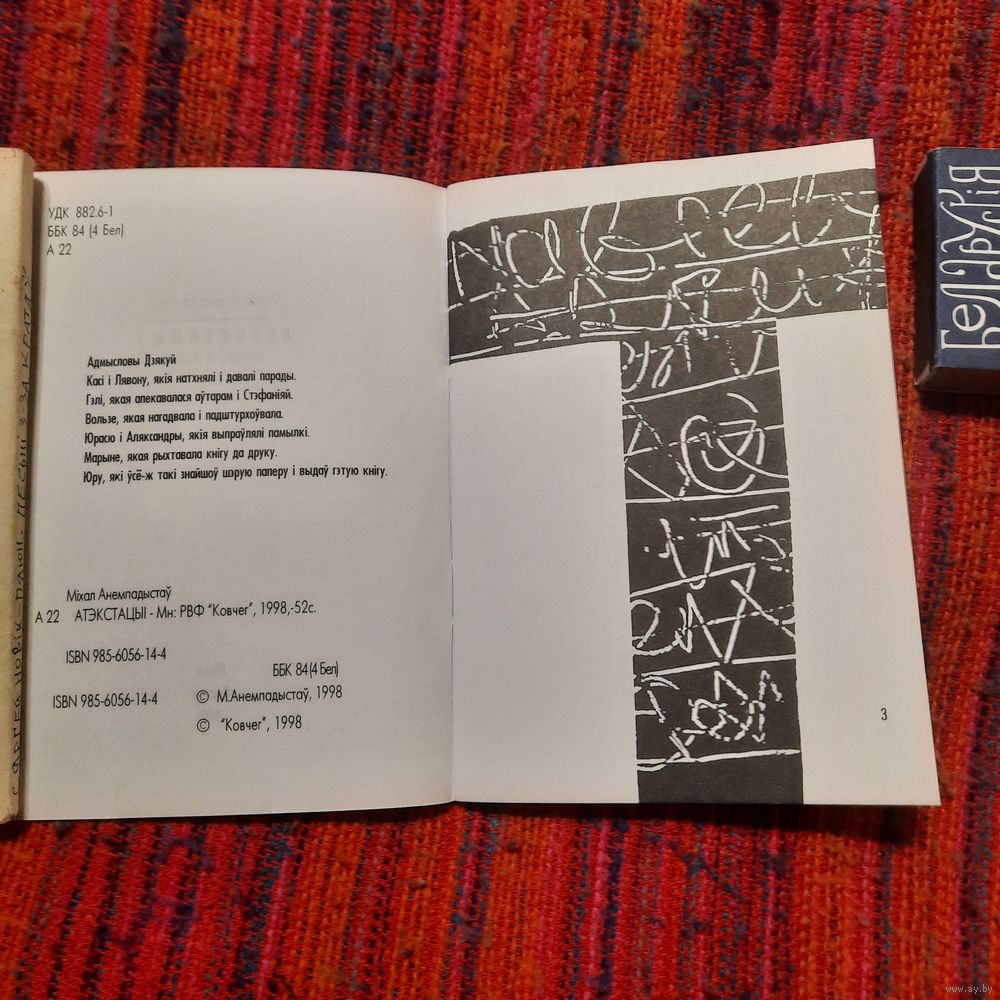 УДК 882.6-1
ББК 84 (4 Бел)
А 22
Адмысловы Дзякуй
Касі і Лявону, якія натхнялі і давалі парады.
Гэлі, якая апекавалася аўтарам і Стэфаніяй.
Вользе, якая нагадвала і падштурхоўвала.
Юрасю і Аляксандры, якія выпраўлялі памылкі.
Марыне, якая рыхтавала кнігу да друку.
Юру, які ўсё-ж такі знайшоў шэрую паперу і выдаў гэтую кнігу.
Міхал Анемпадыстаў
А 22 АТЭКСТАЦЫІ - Мн: РВФ “Ковчег”, 1998,-52с.
ISBN 985-6056-14-4
ББК 84 (4 Бел)
ISBN 985-6056-14-4
© М.Анемпадыстаў, 1998
© “Ковчег”, 1998
3
БЕЛАРУСІЯ
www.ay.by